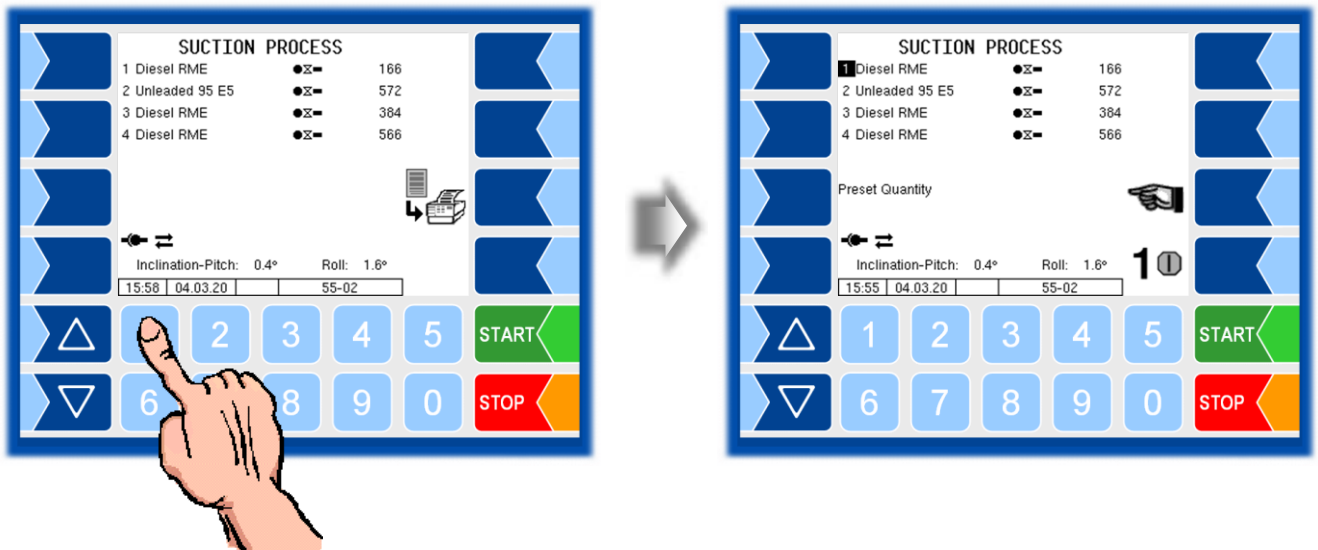 SUCTION PROCESS
1 Diesel RME 166
2 Unleaded 95 E5 572
3 Diesel RME 384
4 Diesel RME 566
Inclination-Pitch: 0.4° Roll: 1.6°
15:58 04.03.20 55-02
2 3 4 5 START
6 8 9 0 STOP
SUCTION PROCESS
1 Diesel RME 166
2 Unleaded 95 E5 572
3 Diesel RME 384
4 Diesel RME 566
Preset Quantity
Inclination-Pitch: 0.4° Roll: 1.6°
1
15:55 04.03.20 55-02
1 2 3 4 5 START
6 7 8 9 0 STOP